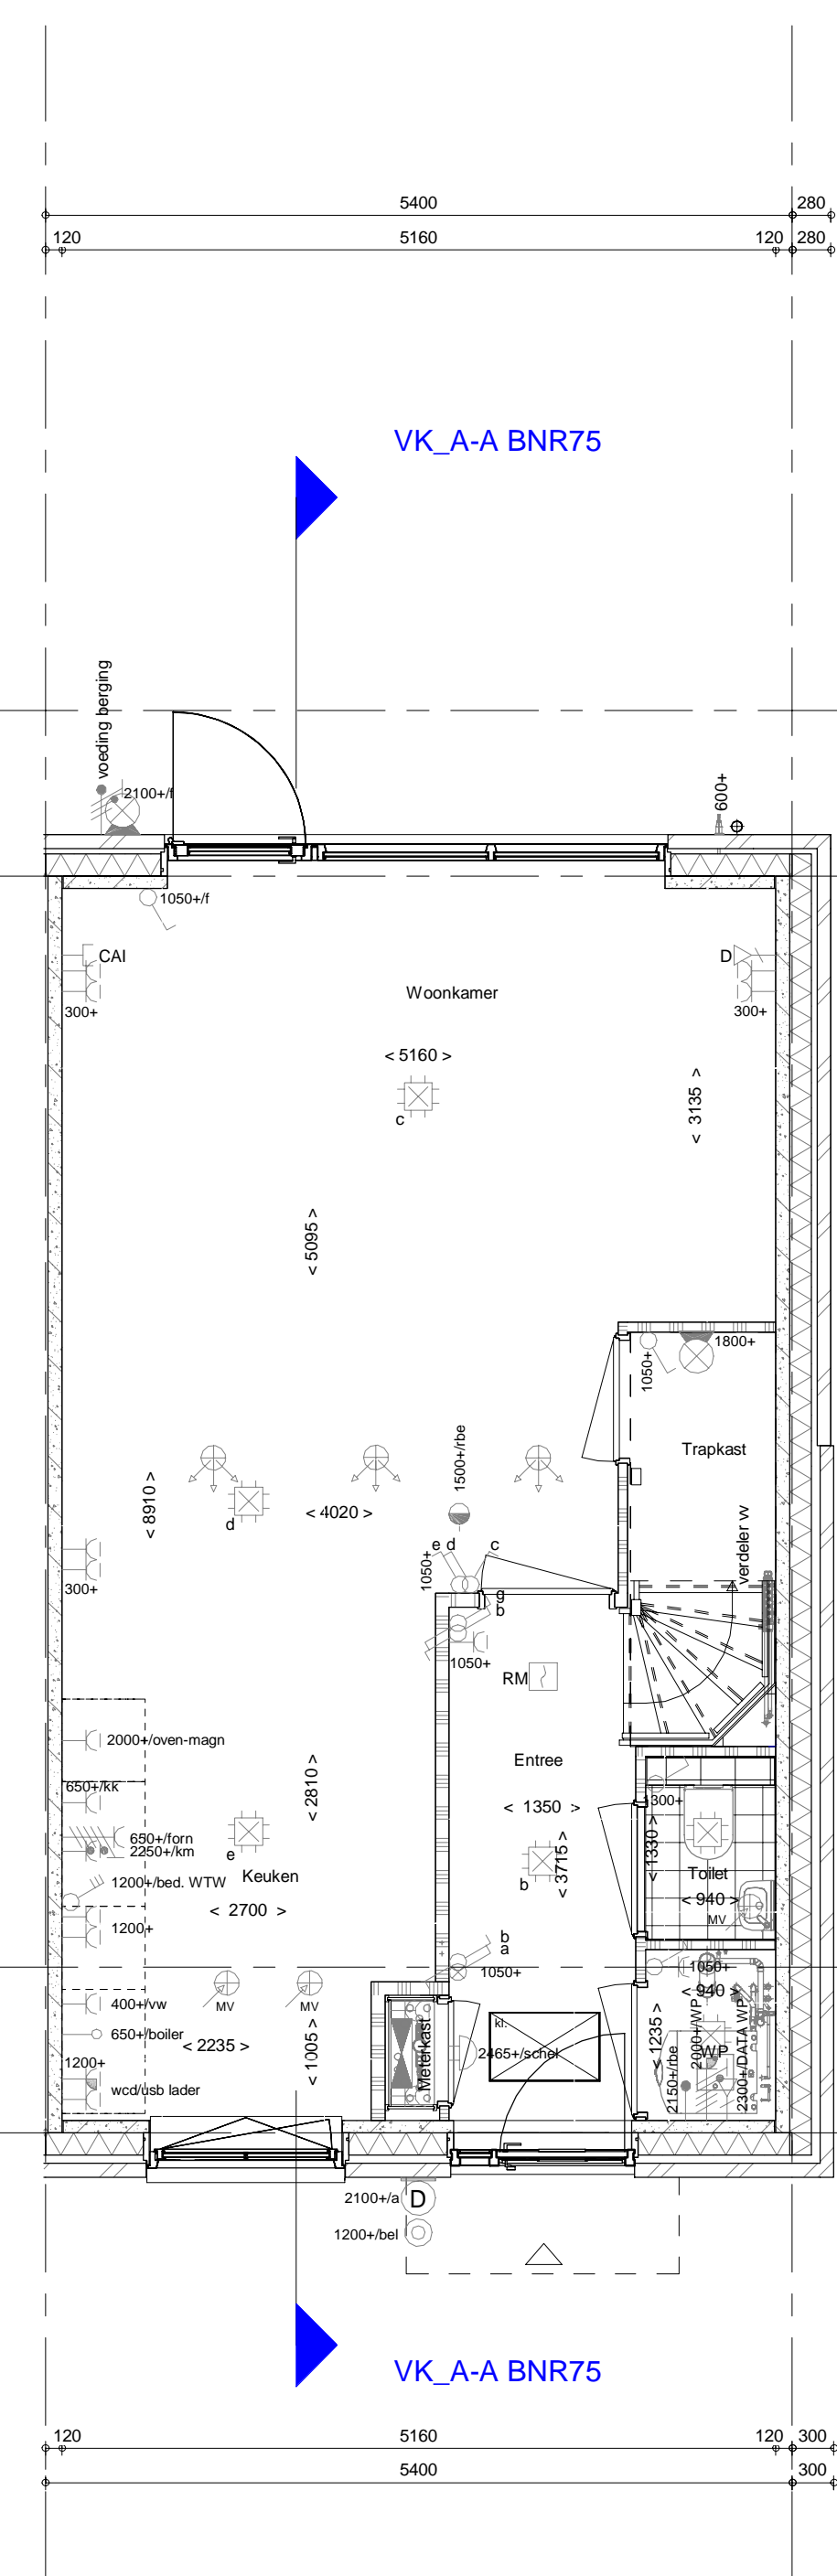 5400 280
120 5160 120 280
VK_A-A BNR75
voeding berging
2100+/f
600+
1050+/f
CAI
D
300+
300+
Woonkamer
< 5160 >
c
< 3135 >
< 5095 >
1050+
1800+
Trapkast
1500+/rbe
< 8910 >
d
< 4020 >
verdeler vv
e d c
1050+
300+
g
b
1050+
RM
2000+/oven-magn
Entree
650+/kk
< 2810 >
< 1350 >
1300+
650+/forn
2250+/km
e
Keuken
< 3715 >
b
< 1330 >
Toilet
1200+/bed. WTW
< 2700 >
< 940 >
MV
1200+
b
a
1050+
1050+
< 940 >
MV
MV
400+/vw
650+/boiler
< 2235 >
< 1005 >
Meterkast
kl.
2465+/schel
< 1235 >
2150+/rbe
2000+/WP
WP
2300+/DATA WP
1200+
wcd/usb lader
2100+/a
D
1200+/bel
VK_A-A BNR75
120 5160 120 300
5400 300